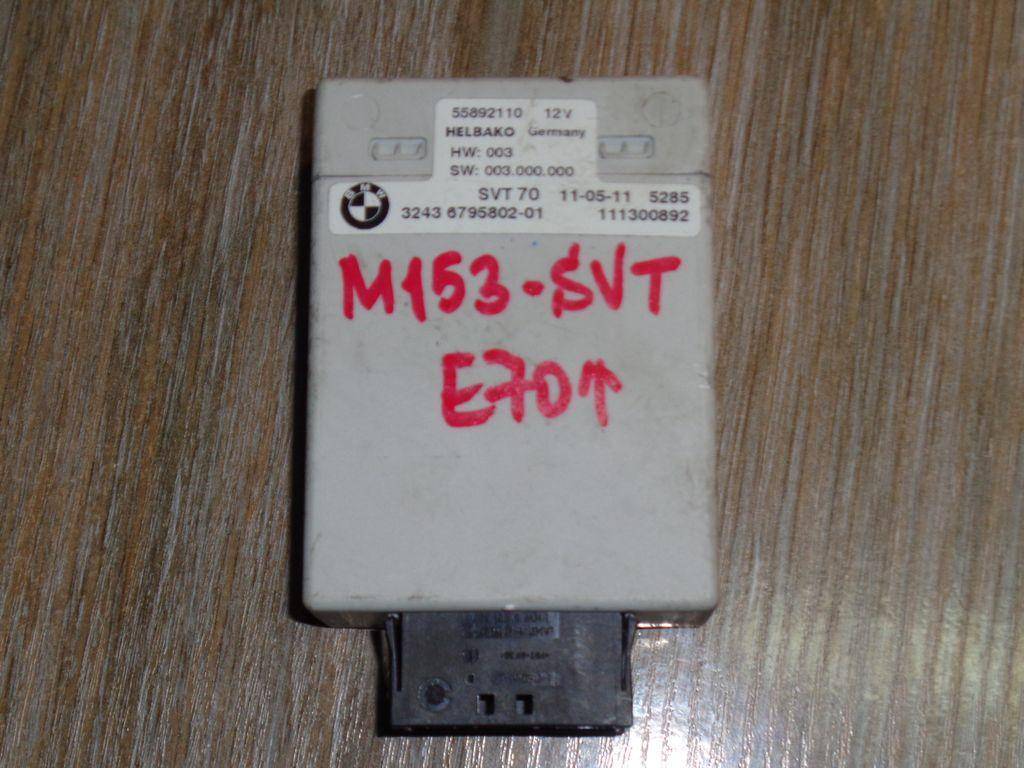 55892110 12V
HELBAKO Germany
HW: 003
SW: 003.000.000
BMW SVT 70 11-05-11 5285
3243 6795802-01 111300892
M153-SVT
E70↑